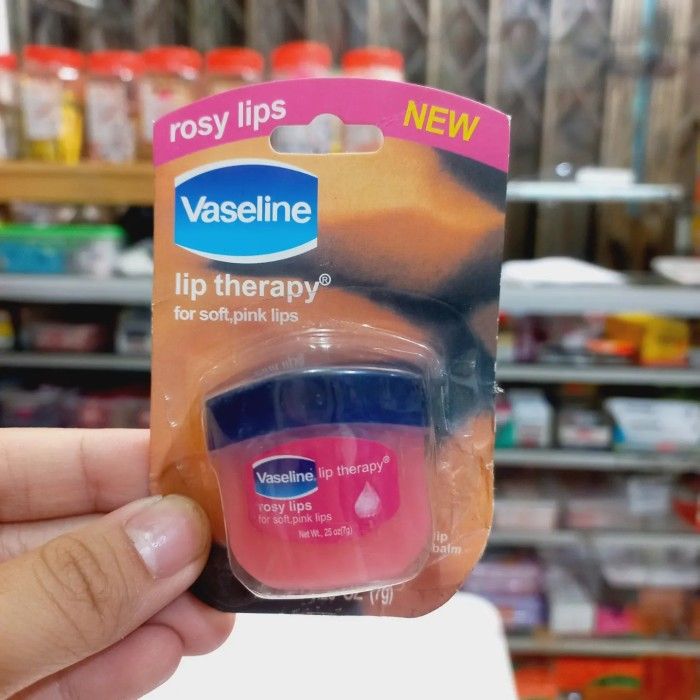 rosy lips
NEW
Vaseline
lip therapy®
for soft,pink lips
Vaseline. lip therapy®
rosy lips
for soft,pink lips
Net Wt., 25 oz(7g)
lip
balm
oz (7g)